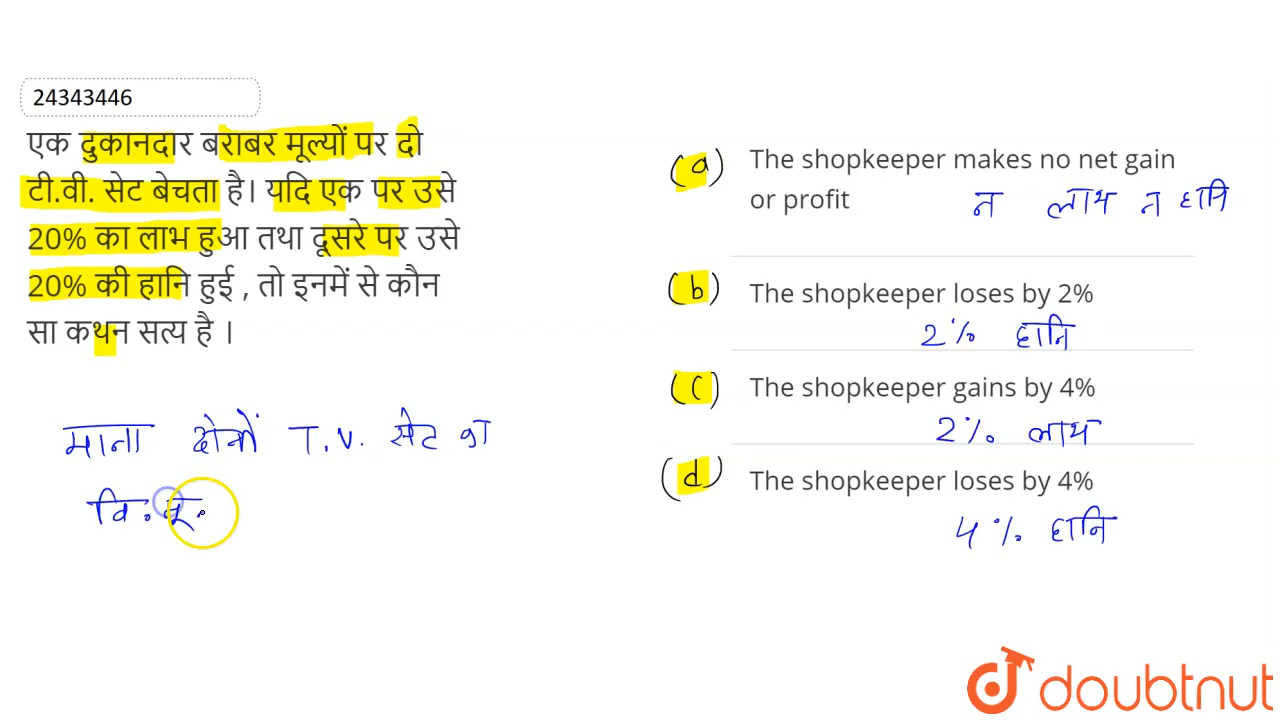 24343446
एक दुकानदार बराबर मूल्यों पर दो
टी.वी. सेट बेचता है। यदि एक पर उसे
20% का लाभ हुआ तथा दूसरे पर उसे
20% की हानि हुई , तो इनमें से कौन
सा कथन सत्य है ।
माना दोनों T.V. सेट का
वि. मू.
(a) The shopkeeper makes no net gain
or profit न लाभ न हानि
(b) The shopkeeper loses by 2%
2% हानि
(c) The shopkeeper gains by 4%
2% लाभ
(d) The shopkeeper loses by 4%
4% हानि
doubtnut